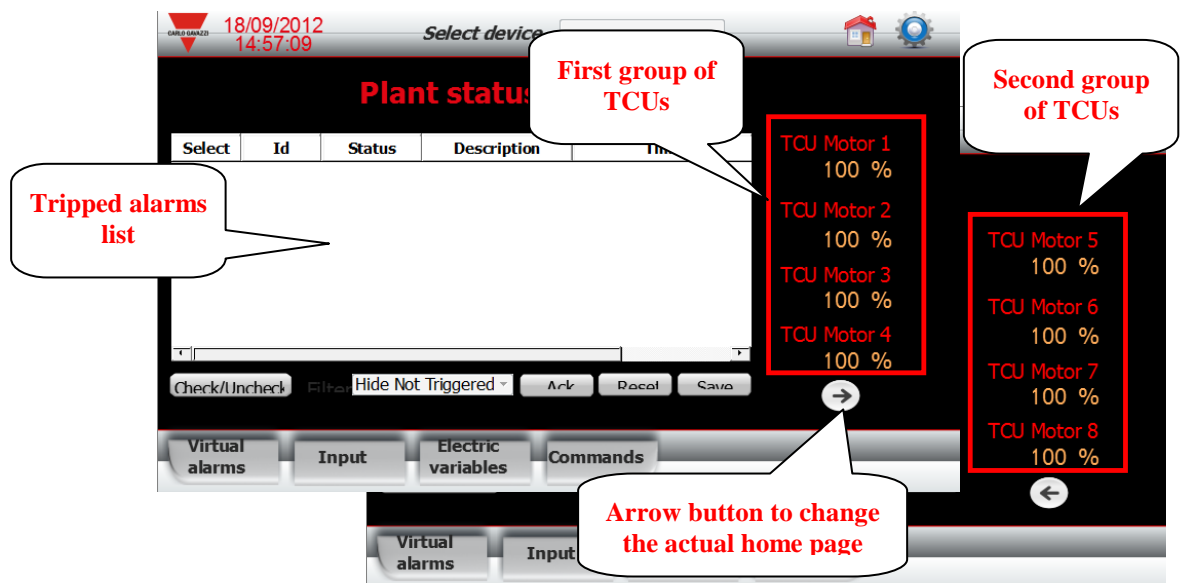 CARLO GAVAZZI
18/09/2012
14:57:09
Select device
Plant status
First group of
TCUs
Second group
of TCUs
Select Id Status Description
Tripped alarms
list
TCU Motor 1
100 %
TCU Motor 2
100 %
TCU Motor 3
100 %
TCU Motor 4
100 %
TCU Motor 5
100 %
TCU Motor 6
100 %
TCU Motor 7
100 %
TCU Motor 8
100 %
Check/Uncheck Filter Hide Not Triggered Ack Reset Save
Virtual
alarms
Input
Electric
variables
Commands
Arrow button to change
the actual home page
Virtual
alarms
Input